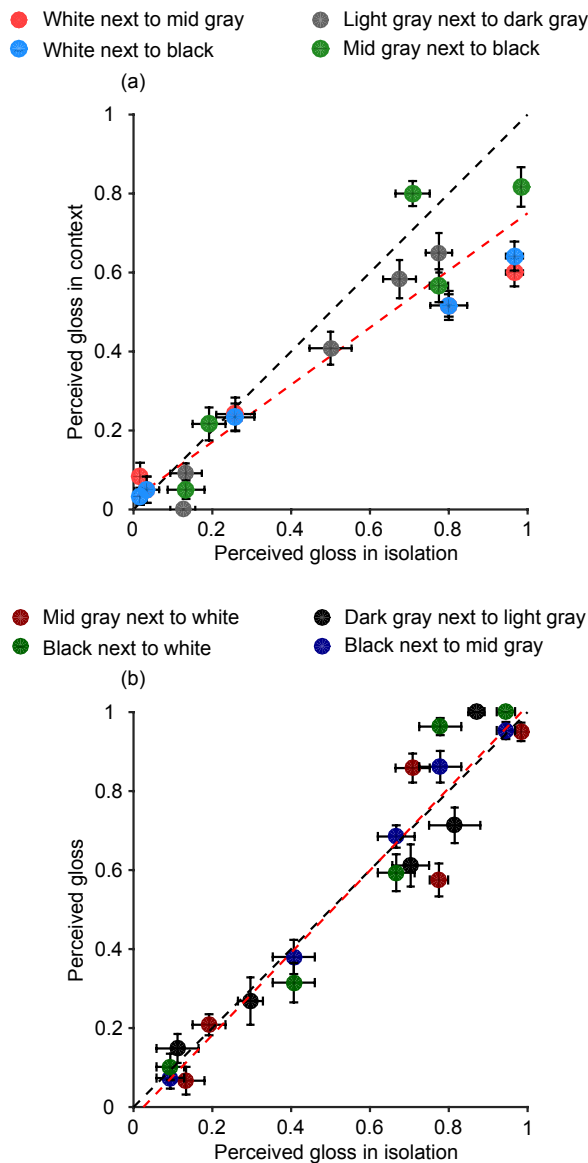 White next to mid gray
Light gray next to dark gray
White next to black
Mid gray next to black
(a)
1
0.8
0.6
0.4
0.2
0
0
0.2
0.4
0.6
0.8
1
Perceived gloss in context
Perceived gloss in isolation
Mid gray next to white
Dark gray next to light gray
Black next to white
Black next to mid gray
(b)
1
0.8
0.6
0.4
0.2
0
0
0.2
0.4
0.6
0.8
1
Perceived gloss
Perceived gloss in isolation